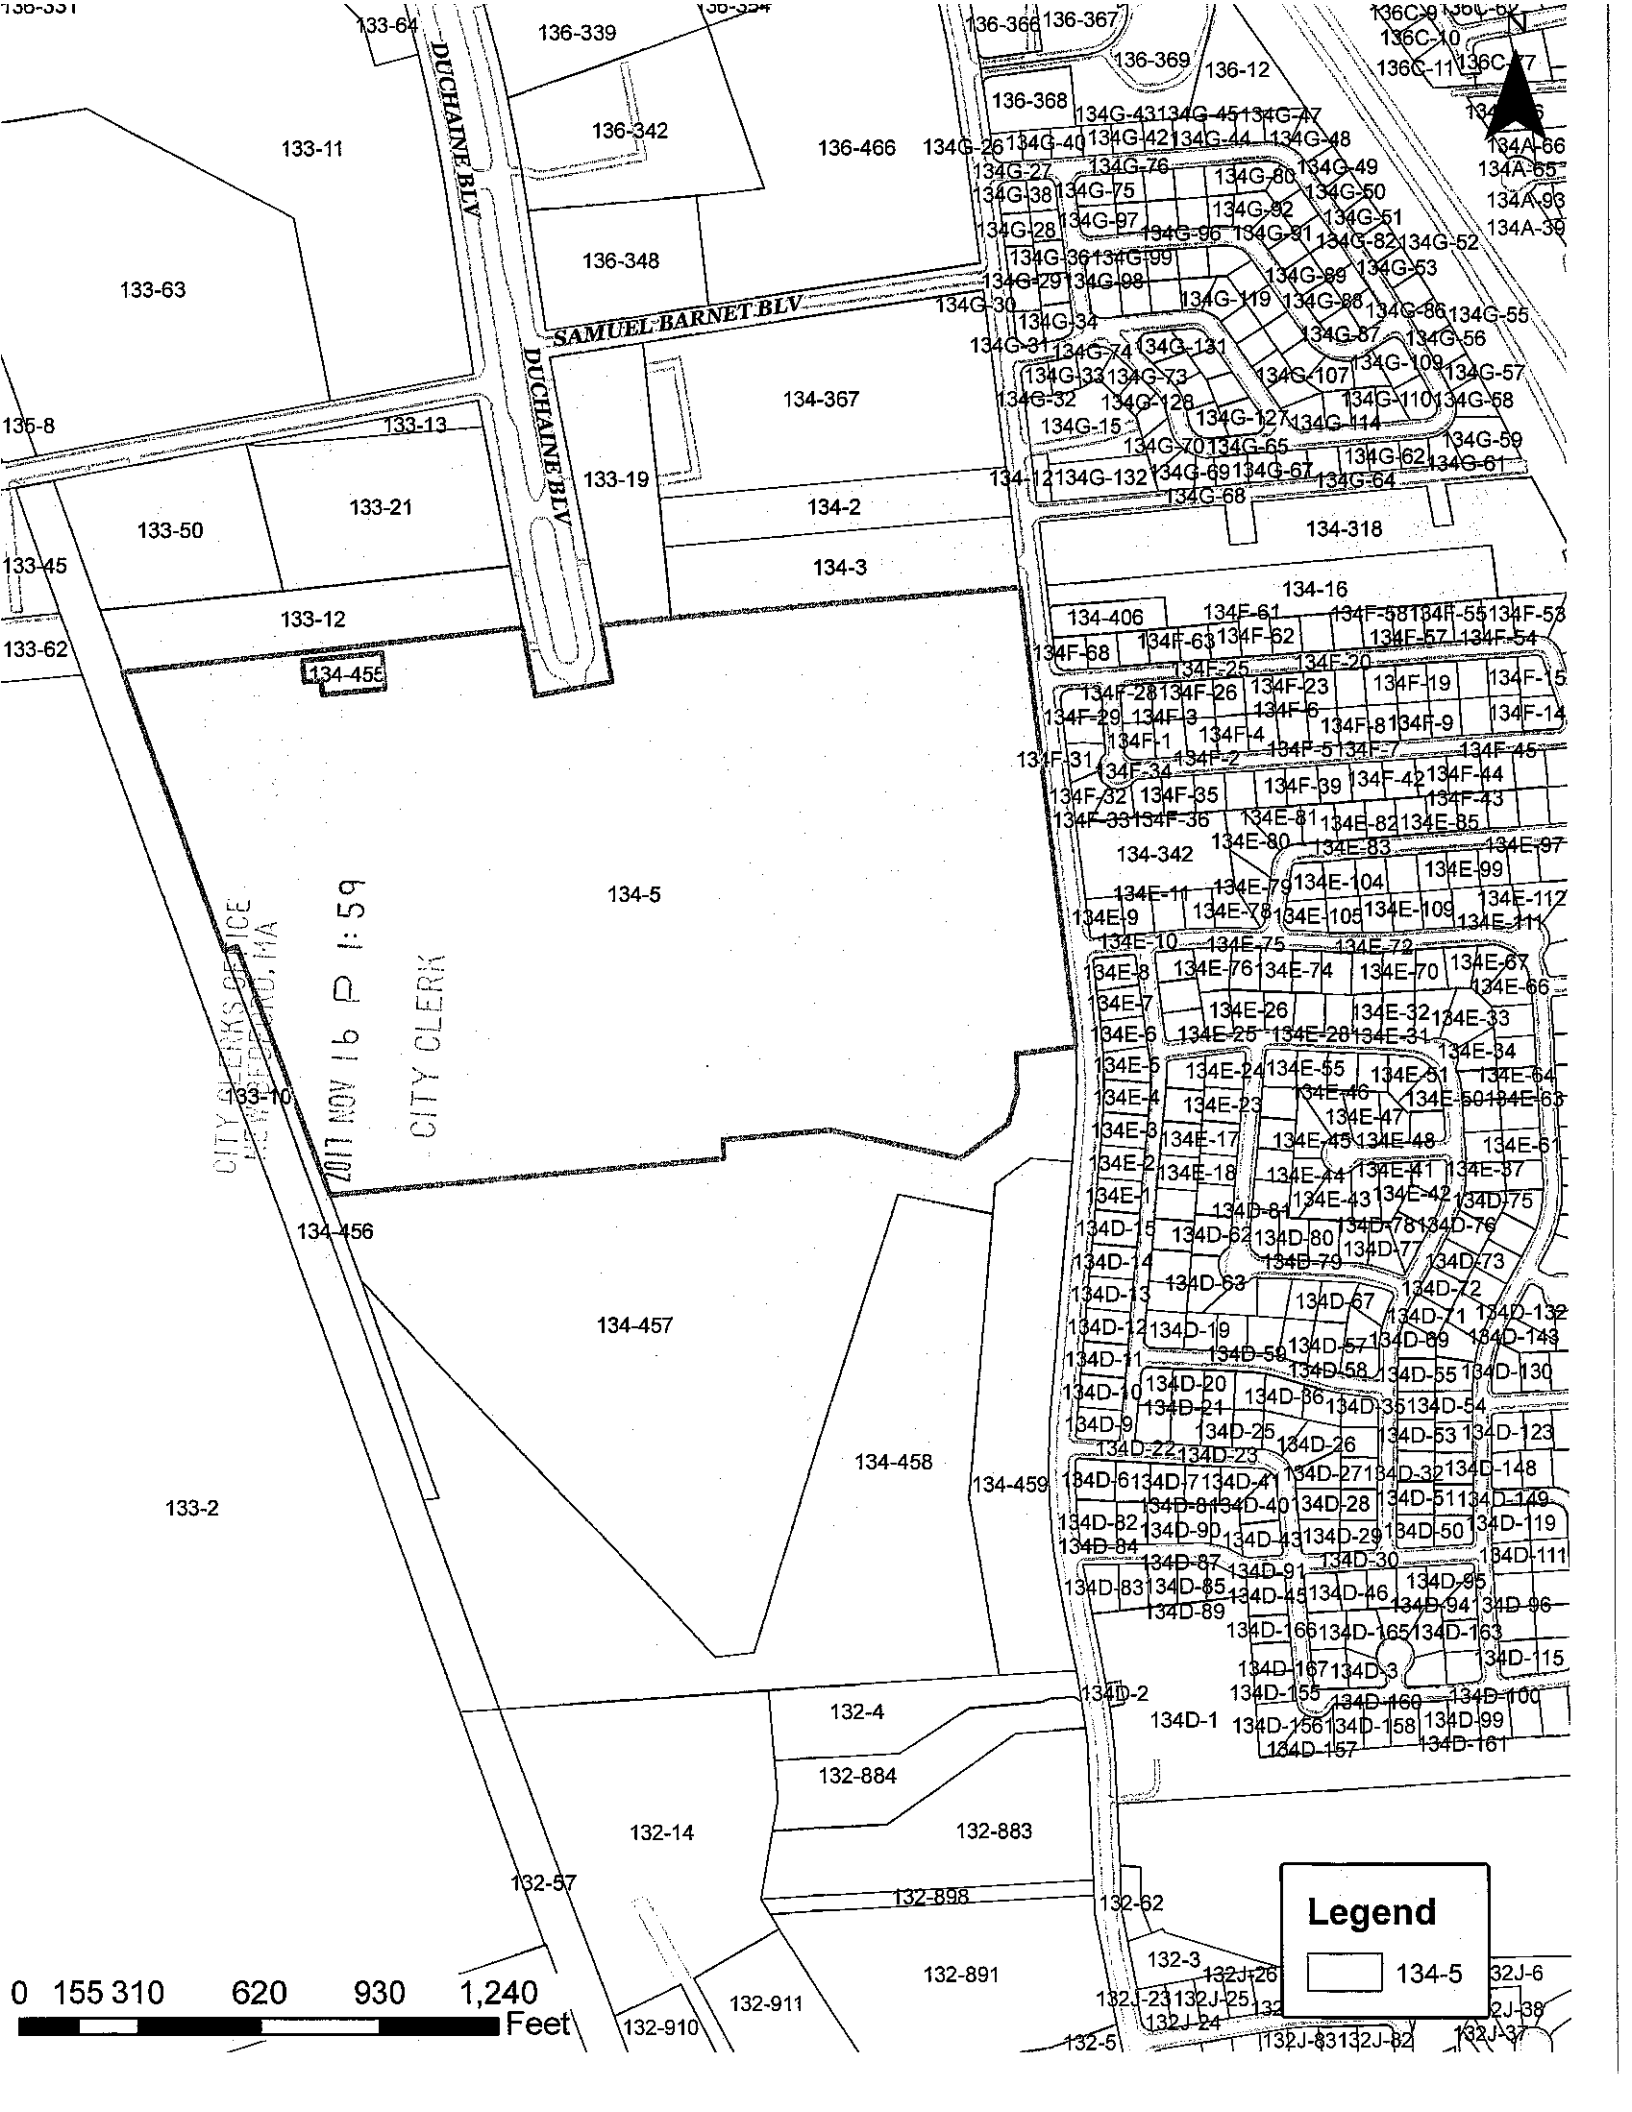 136-331
133-64
136-339
136-354
136-366
136-367
136C-9
136C-62
N
136C-10
136-369
136-12
136C-11
136C-77
DUCHAINE BLV
136-368
136-342
134G-43
134G-45
134G-47
133-11
136-466
134G-26
134G-40
134G-42
134G-44
134G-48
134A-66
134G-27
134G-76
134G-80
134G-49
134A-65
134G-38
134G-75
134G-50
134A-93
134G-28
134G-97
134G-92
134G-51
134A-39
134G-96
134G-91
134G-82
134G-52
136-348
134G-36
134G-99
133-63
134G-29
134G-98
134G-89
134G-53
134G-30
134G-119
134G-88
134G-86
134G-55
SAMUEL BARNET BLV
134G-34
134G-87
134G-56
134G-31
134G-74
134G-131
DUCHAINE BLV
134G-33
134G-73
134G-107
134G-109
134G-57
134-367
134G-32
134G-128
134G-110
134G-58
135-8
133-13
134G-15
134G-127
134G-114
134G-70
134G-65
134G-59
133-19
134-12
134G-132
134G-69
134G-67
134G-62
134G-61
134G-68
134G-64
133-50
133-21
134-2
134-318
133-45
134-3
134-16
133-12
134-406
134F-61
134F-58
134F-55
134F-53
133-62
134F-68
134F-63
134F-62
134F-57
134F-54
134-455
134F-25
134F-20
134F-28
134F-26
134F-23
134F-19
134F-15
134F-29
134F-3
134F-6
134F-8
134F-9
134F-14
134F-1
134F-4
134F-31
134F-34
134F-2
134F-5
134F-7
134F-45
134F-32
134F-35
134F-39
134F-42
134F-44
134F-43
134F-33
134F-36
134E-81
134E-82
134E-85
134-342
134E-80
134E-83
134E-97
134-5
134E-11
134E-79
134E-104
134E-99
134E-9
134E-78
134E-105
134E-109
134E-112
134E-111
134E-10
134E-75
134E-72
134E-8
134E-76
134E-74
134E-70
134E-67
134E-66
134E-7
134E-26
134E-32
134E-33
134E-6
134E-25
134E-28
134E-31
134E-34
134E-5
134E-24
134E-55
134E-51
134E-64
134E-4
134E-23
134E-46
134E-50
134E-63
134E-47
134E-3
134E-17
134E-45
134E-48
134E-61
134E-2
134E-18
134E-44
134E-41
134E-37
134E-1
134E-43
134E-42
134D-75
CITY CLERKS OFFICE
NEW BEDFORD, MA
2017 NOV 16 P 1:59
CITY CLERK
133-10
134-456
134D-15
134D-62
134D-81
134D-80
134D-78
134D-76
134D-77
134D-14
134D-79
134D-73
134D-13
134D-63
134D-67
134D-72
134-457
134D-12
134D-19
134D-71
134D-132
134D-11
134D-59
134D-57
134D-69
134D-143
134D-58
134D-55
134D-130
134D-10
134D-20
134D-36
134D-35
134D-54
134D-21
134D-9
134D-25
134D-26
134D-53
134D-123
134D-22
134D-23
134-458
134-459
134D-6
134D-7
134D-41
134D-27
134D-32
134D-148
133-2
134D-8
134D-40
134D-28
134D-51
134D-149
134D-82
134D-90
134D-43
134D-29
134D-50
134D-119
134D-84
134D-87
134D-91
134D-30
134D-111
134D-83
134D-85
134D-45
134D-46
134D-95
134D-89
134D-94
134D-96
134D-166
134D-165
134D-163
134D-167
134D-3
134D-115
134D-2
134D-155
134D-160
134D-100
132-4
134D-1
134D-156
134D-158
134D-99
134D-157
134D-161
132-884
132-14
132-883
132-57
132-898
132-62
Legend
132-3
134-5
132-891
132J-26
32J-6
132J-23
132J-25
132
2J-38
132-911
132J-24
132-910
132-5
132J-83
132J-82
132J-37
0 155 310 620 930 1,240
Feet